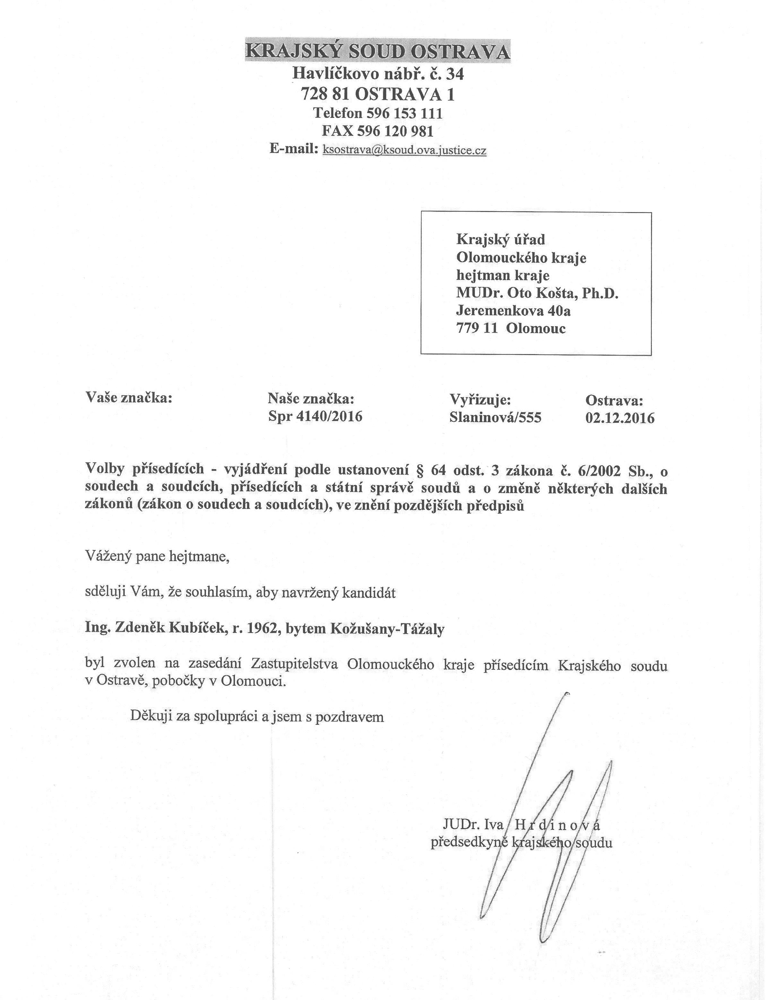 KRAJSKÝ SOUD OSTRAVA
Havlíčkovo nábř. č. 34
728 81 OSTRAVA 1
Telefon 596 153 111
FAX 596 120 981
E-mail: ksostrava@ksoud.ova.justice.cz
Krajský úřad
Olomouckého kraje
hejtman kraje
MUDr. Oto Košta, Ph.D.
Jeremenkova 40a
779 11 Olomouc
Vaše značka: Naše značka: Vyřizuje: Ostrava:
Spr 4140/2016 Slaninová/555 02.12.2016
Volby přísedících - vyjádření podle ustanovení § 64 odst. 3 zákona č. 6/2002 Sb., o
soudech a soudcích, přísedících a státní správě soudů a o změně některých dalších
zákonů (zákon o soudech a soudcích), ve znění pozdějších předpisů
Vážený pane hejtmane,
sděluji Vám, že souhlasím, aby navržený kandidát
Ing. Zdeněk Kubíček, r. 1962, bytem Kožušany-Tážaly
byl zvolen na zasedání Zastupitelstva Olomouckého kraje přísedícím Krajského soudu
v Ostravě, pobočky v Olomouci.
Děkuji za spolupráci a jsem s pozdravem
JUDr. Iva H r d i n o v á
předsedkyně krajského soudu